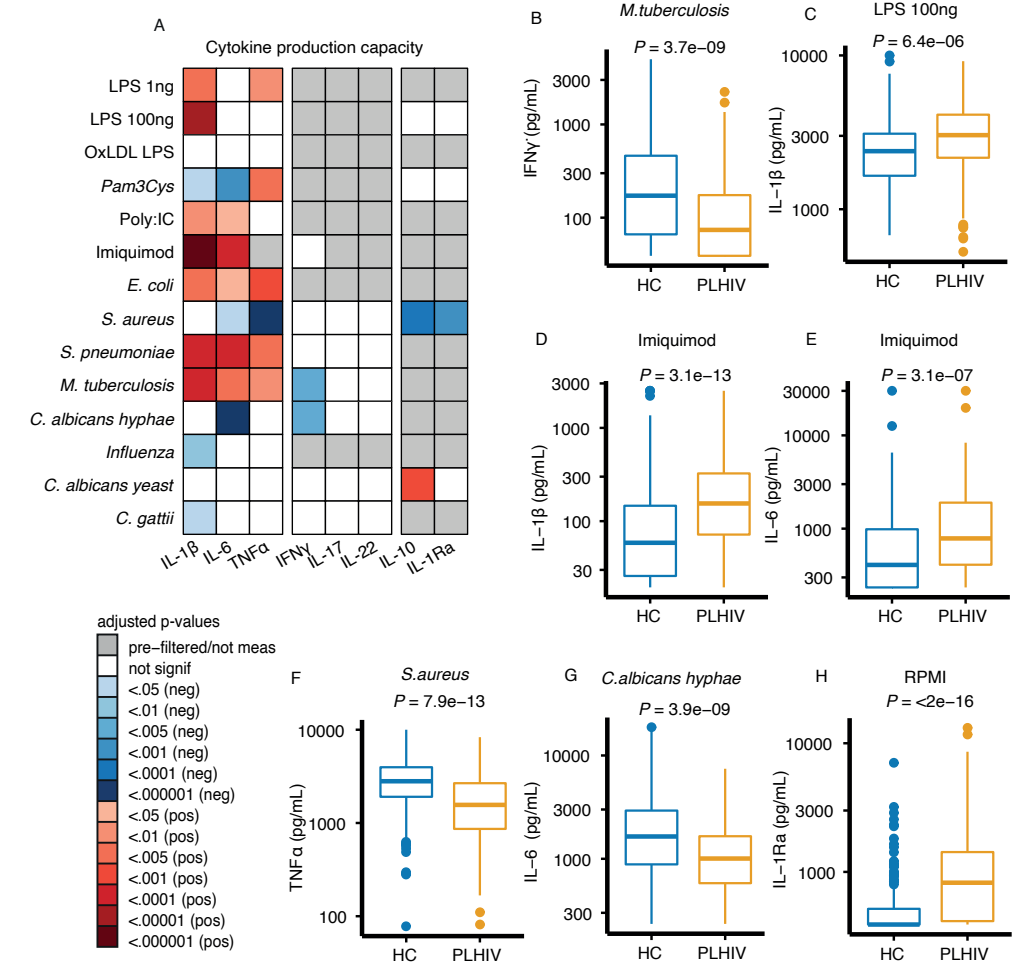 A
Cytokine production capacity
LPS 1ng
LPS 100ng
OxLDL LPS
Pam3Cys
Poly:IC
Imiquimod
E. coli
S. aureus
S. pneumoniae
M. tuberculosis
C. albicans hyphae
Influenza
C. albicans yeast
C. gattii
IL-1β IL-6 TNFα IFNγ IL-17 IL-22 IL-10 IL-1Ra
adjusted p-values
pre−filtered/not meas
not signif
<.05 (neg)
<.01 (neg)
<.005 (neg)
<.001 (neg)
<.0001 (neg)
<.000001 (neg)
<.05 (pos)
<.01 (pos)
<.005 (pos)
<.001 (pos)
<.0001 (pos)
<.00001 (pos)
<.000001 (pos)
B
M.tuberculosis
P = 3.7e−09
IFNγ (pg/mL)
3000
1000
300
100
HC PLHIV
C
LPS 100ng
P = 6.4e−06
IL−1β (pg/mL)
10000
3000
1000
HC PLHIV
D
Imiquimod
P = 3.1e−13
IL−1β (pg/mL)
3000
1000
300
100
30
HC PLHIV
E
Imiquimod
P = 3.1e−07
IL−6 (pg/mL)
30000
10000
3000
1000
300
HC PLHIV
F
S.aureus
P = 7.9e−13
TNFα (pg/mL)
10000
1000
100
HC PLHIV
G
C.albicans hyphae
P = 3.9e−09
IL−6 (pg/mL)
10000
3000
1000
300
HC PLHIV
H
RPMI
P = <2e−16
IL−1Ra (pg/mL)
10000
3000
1000
HC PLHIV